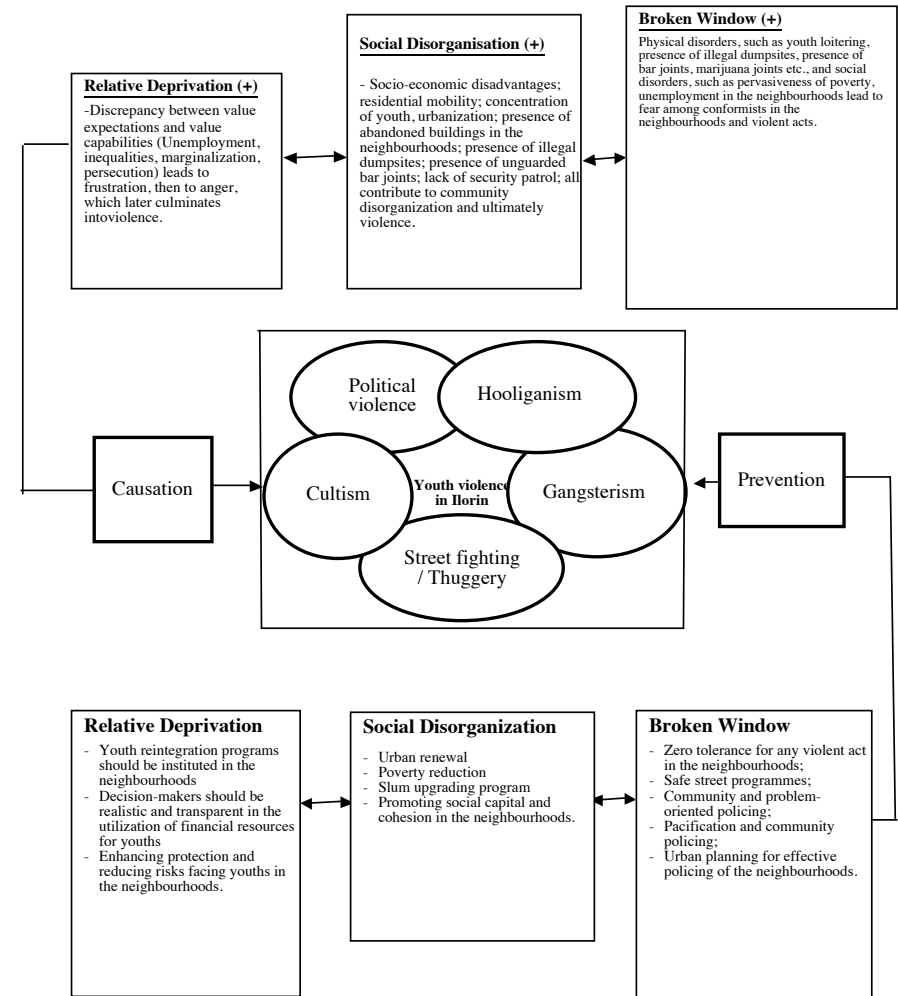 Relative Deprivation (+)
-Discrepancy between value
expectations and value
capabilities (Unemployment,
inequalities, marginalization,
persecution) leads to
frustration, then to anger,
which later culminates
intoviolence.
Social Disorganisation (+)
- Socio-economic disadvantages;
residential mobility; concentration
of youth, urbanization; presence of
abandoned buildings in the
neighbourhoods; presence of illegal
dumpsites; presence of unguarded
bar joints; lack of security patrol; all
contribute to community
disorganization and ultimately
violence.
Broken Window (+)
Physical disorders, such as youth loitering,
presence of illegal dumpsites, presence of
bar joints, marijuana joints etc., and social
disorders, such as pervasiveness of poverty,
unemployment in the neighbourhoods lead to
fear among conformists in the
neighbourhoods and violent acts.
Political
violence
Hooliganism
Causation
Cultism
Youth violence
in Ilorin
Gangsterism
Prevention
Street fighting
/ Thuggery
Relative Deprivation
- Youth reintegration programs
should be instituted in the
neighbourhoods
- Decision-makers should be
realistic and transparent in the
utilization of financial resources
for youths
- Enhancing protection and
reducing risks facing youths in
the neighbourhoods.
Social Disorganization
- Urban renewal
- Poverty reduction
- Slum upgrading program
- Promoting social capital and
cohesion in the neighbourhoods.
Broken Window
- Zero tolerance for any violent act
in the neighbourhoods;
- Safe street programmes;
- Community and problem-
oriented policing;
- Pacification and community
policing;
- Urban planning for effective
policing of the neighbourhoods.